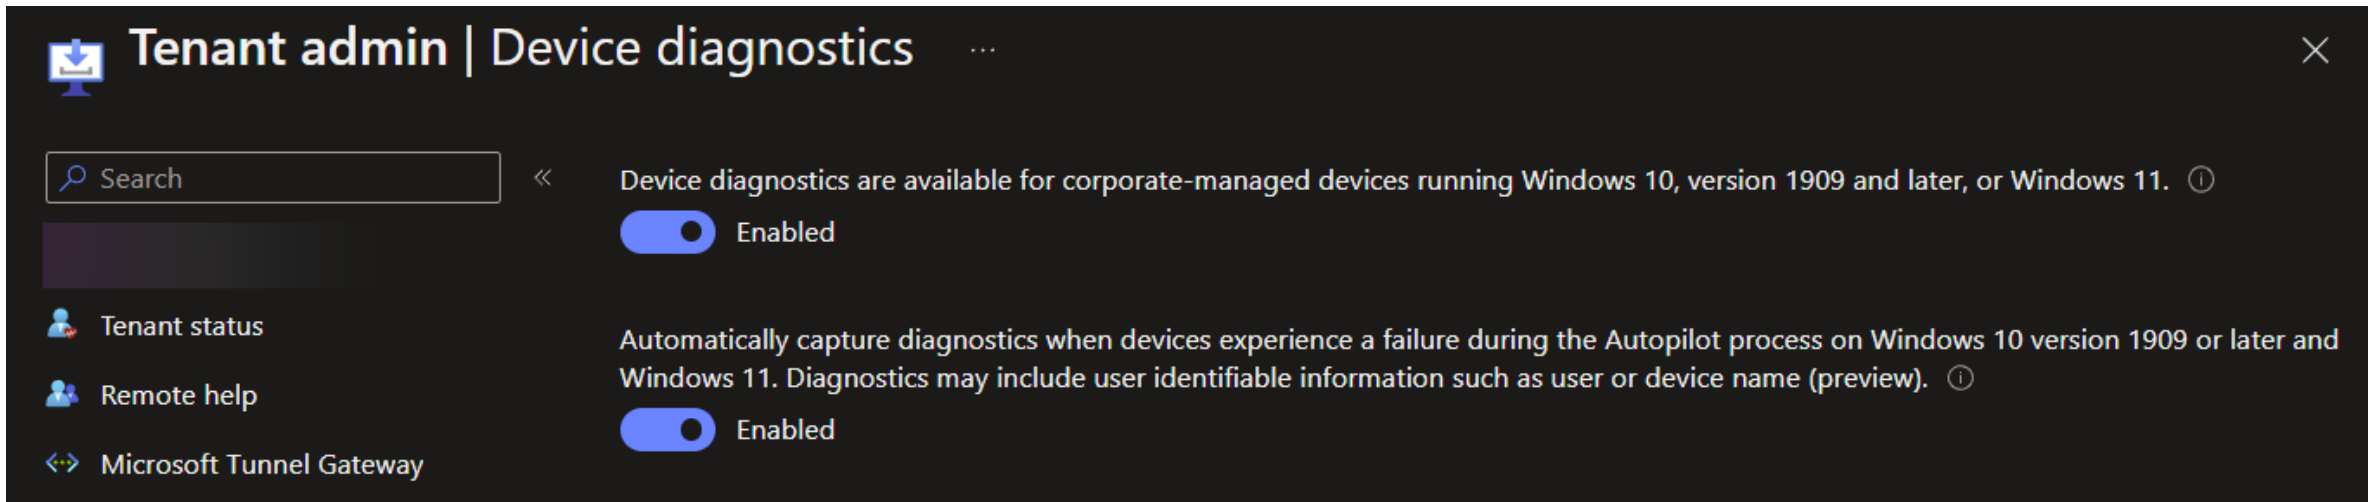 Tenant admin | Device diagnostics ...
Search
«
Device diagnostics are available for corporate-managed devices running Windows 10, version 1909 and later, or Windows 11.
Enabled
Tenant status
Automatically capture diagnostics when devices experience a failure during the Autopilot process on Windows 10 version 1909 or later and
Windows 11. Diagnostics may include user identifiable information such as user or device name (preview).
Remote help
Enabled
Microsoft Tunnel Gateway